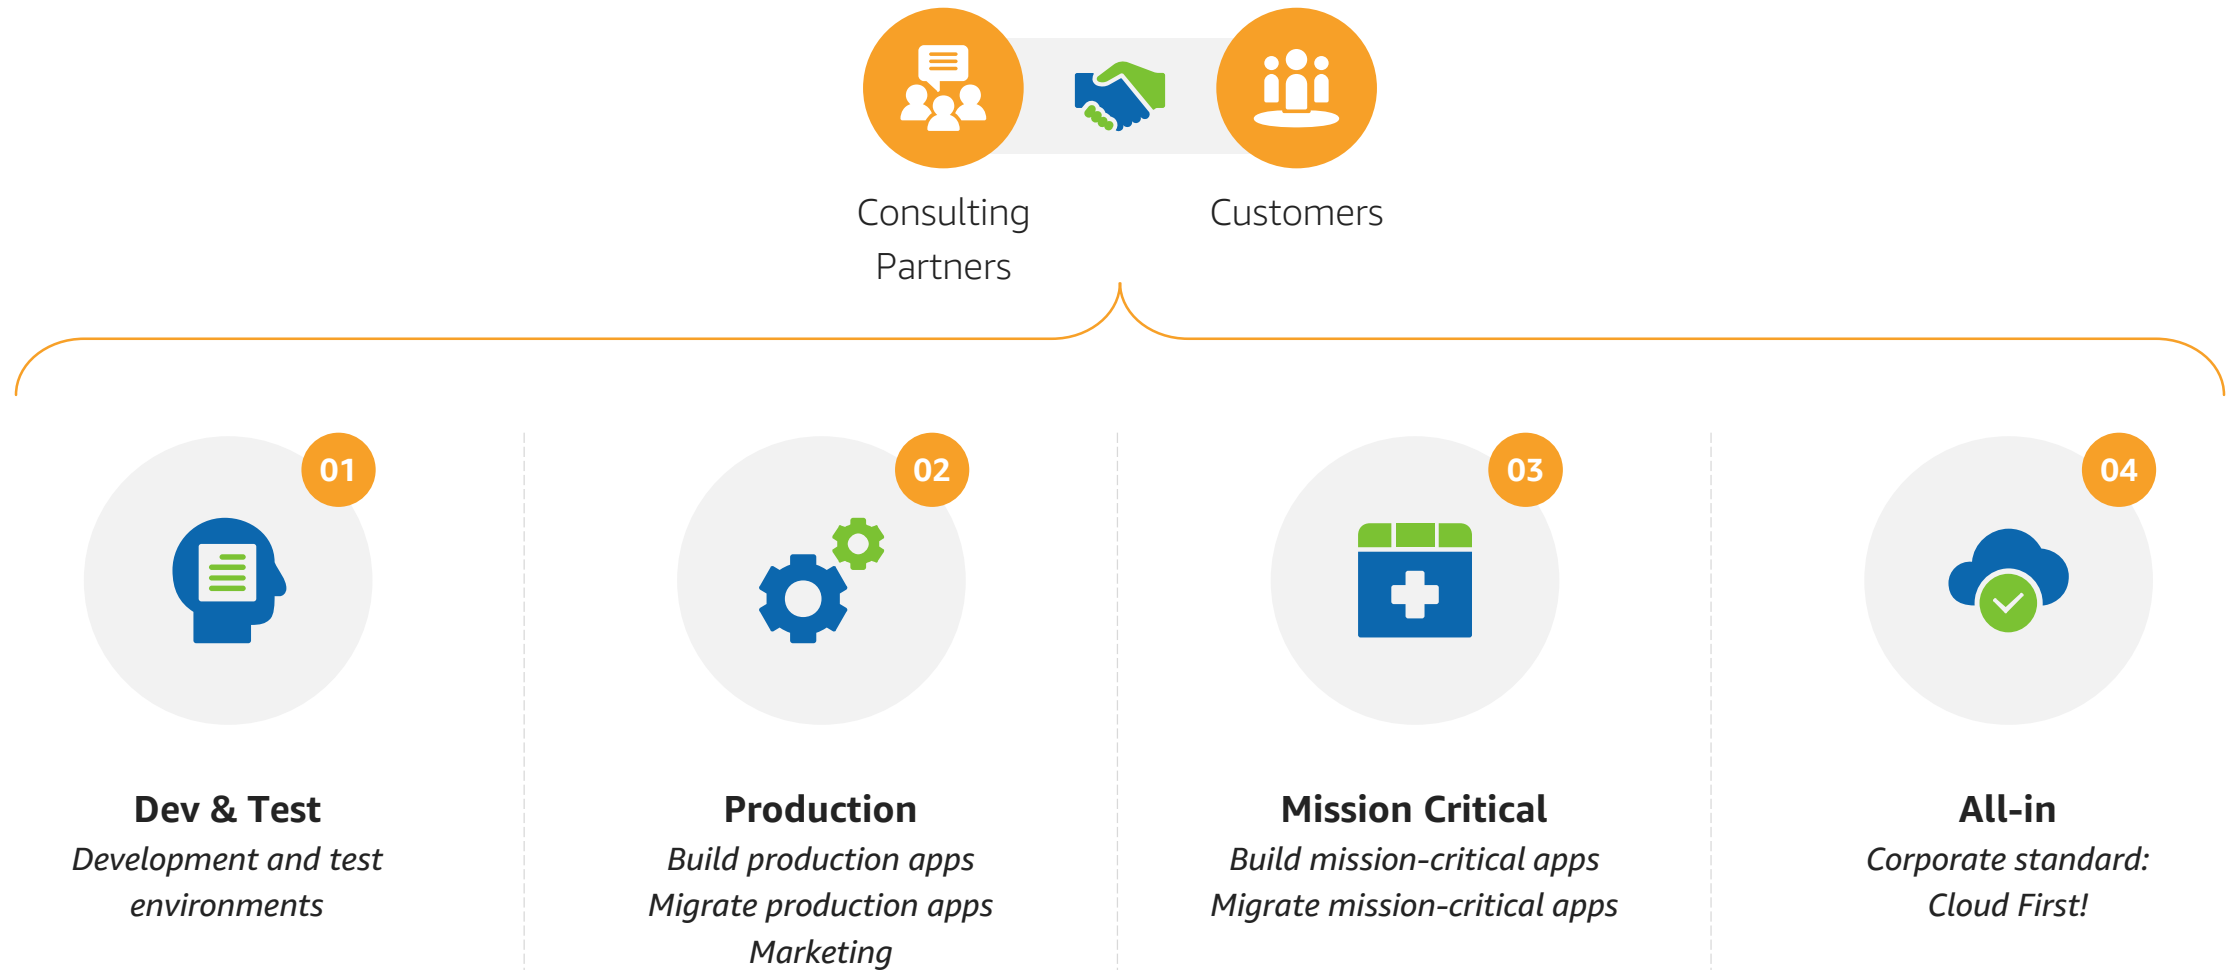 Consulting
Partners
Customers
01
Dev & Test
Development and test
environments
02
Production
Build production apps
Migrate production apps
Marketing
03
Mission Critical
Build mission-critical apps
Migrate mission-critical apps
04
All-in
Corporate standard:
Cloud First!